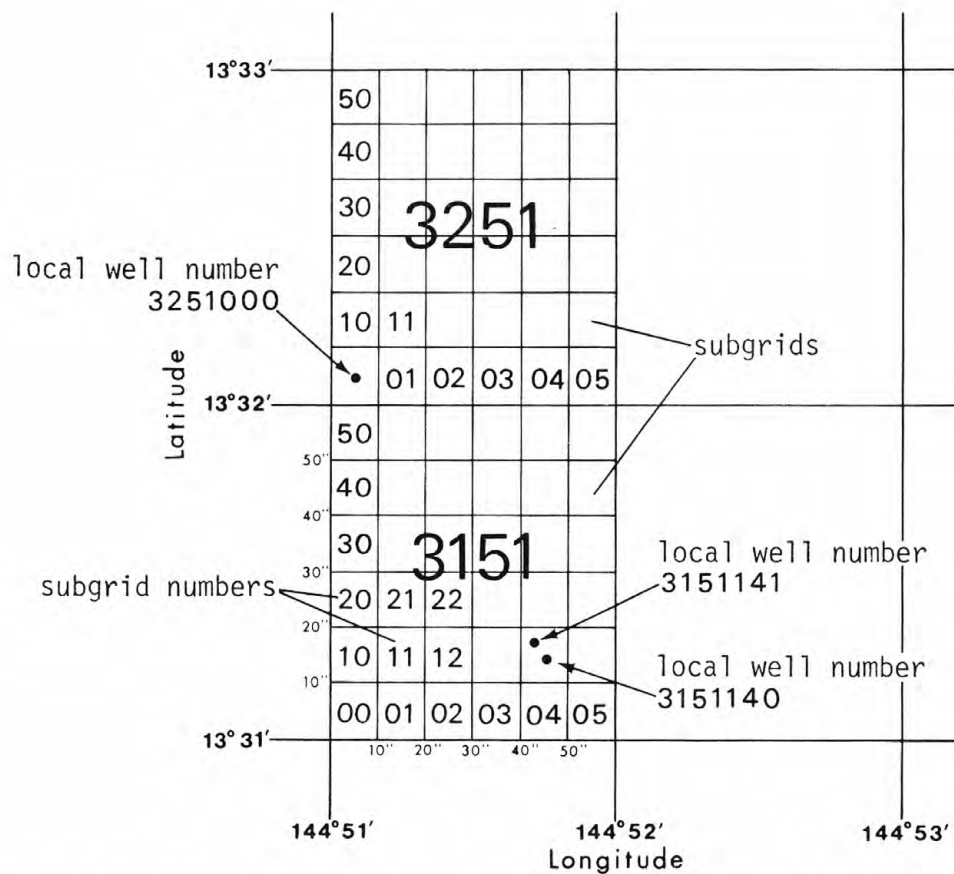 13°33'
50
40
30
3251
20
local well number
3251000
10 11
subgrids
01 02 03 04 05
Latitude
13°32'
50
50"
40
40"
30
3151
30"
local well number
3151141
subgrid numbers
20 21 22
20"
10 11 12
local well number
3151140
10"
00 01 02 03 04 05
13°31'
10" 20" 30" 40" 50"
144°51' 144°52' 144°53'
Longitude